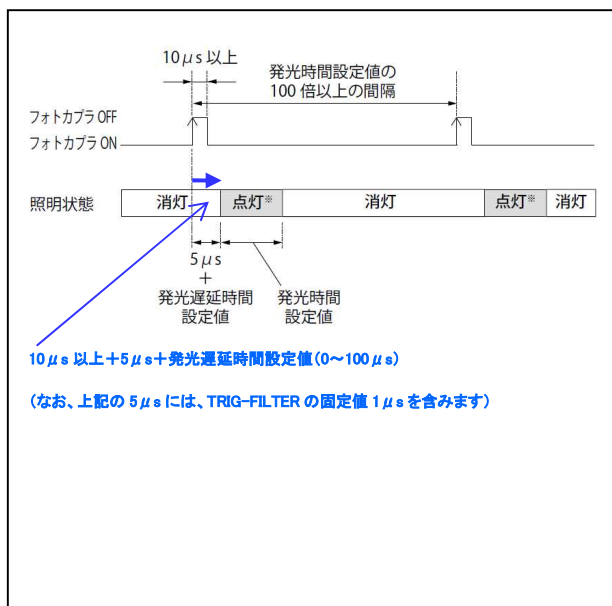 10μs 以上
発光時間設定値の
100 倍以上の間隔
フォトカプラ OFF
フォトカプラ ON
照明状態
消灯
点灯※
消灯
点灯※
消灯
5μs
+
発光遅延時間
設定値
発光時間
設定値
10μs 以上+5μs+発光遅延時間設定値(0~100μs)
(なお、上記の 5μs には、TRIG-FILTER の固定値 1μs を含みます)